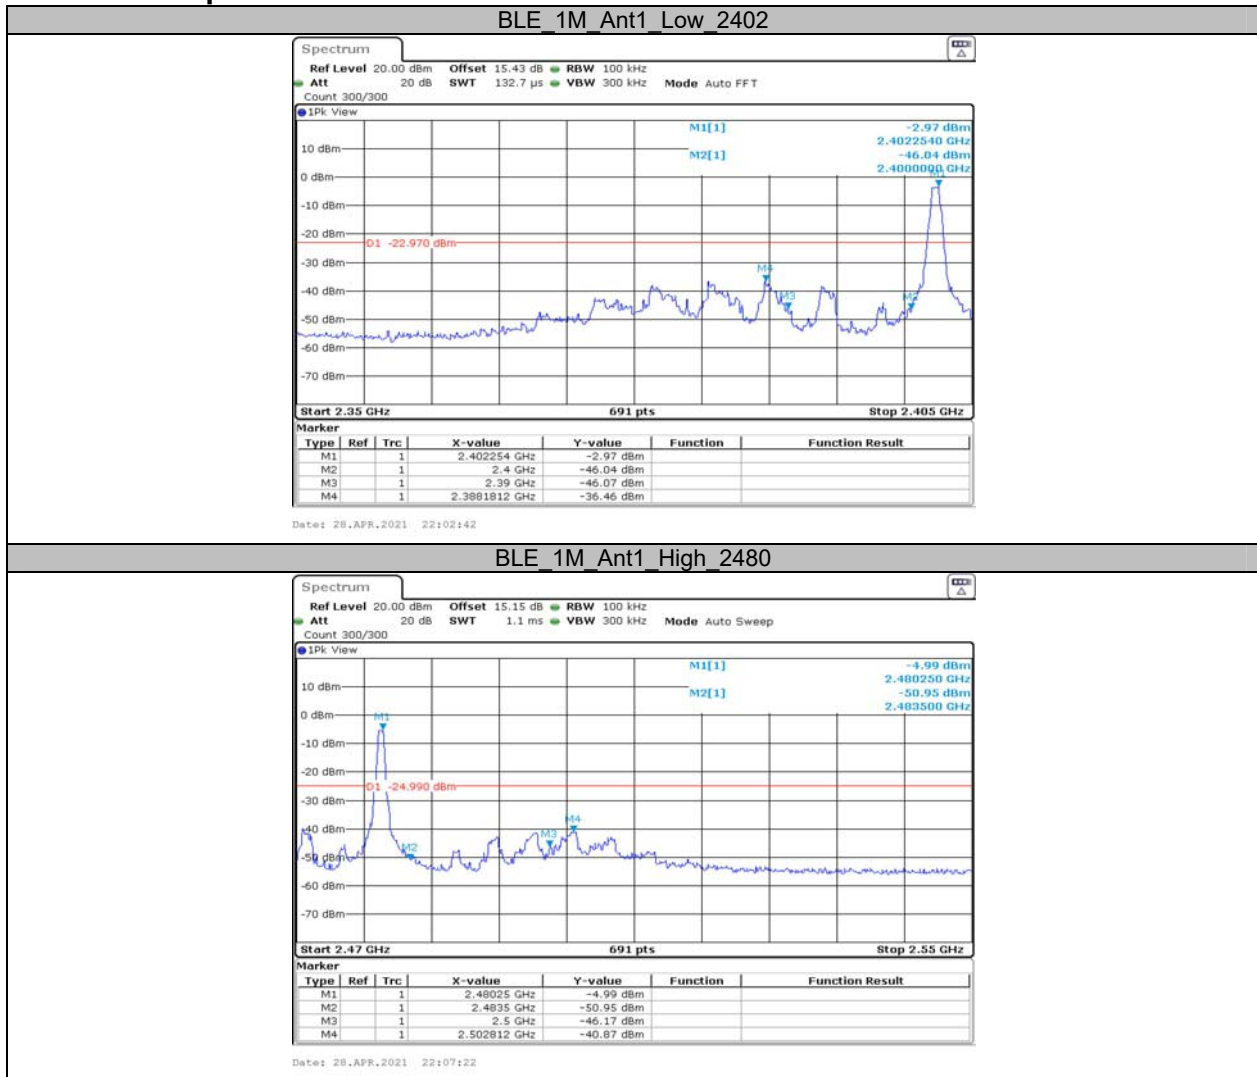 BLE_1M_Ant1_Low_2402
Spectrum
Ref Level 20.00 dBm Offset 15.43 dB RBW 100 kHz
Att 20 dB SWT 132.7 µs VBW 300 kHz Mode Auto FFT
Count 300/300
1Pk View
M1[1] -2.97 dBm
2.4022540 GHz
M2[1] -46.04 dBm
2.4000000 GHz
10 dBm
M1
0 dBm
-10 dBm
-20 dBm
D1 -22.970 dBm
-30 dBm
M4
-40 dBm
M3 M2
-50 dBm
-60 dBm
-70 dBm
Start 2.35 GHz 691 pts Stop 2.405 GHz
Marker
Type Ref Trc X-value Y-value Function Function Result
M1 1 2.402254 GHz -2.97 dBm
M2 1 2.4 GHz -46.04 dBm
M3 1 2.39 GHz -46.07 dBm
M4 1 2.3881812 GHz -36.46 dBm
Date: 28.APR.2021 22:02:42
BLE_1M_Ant1_High_2480
Spectrum
Ref Level 20.00 dBm Offset 15.15 dB RBW 100 kHz
Att 20 dB SWT 1.1 ms VBW 300 kHz Mode Auto Sweep
Count 300/300
1Pk View
M1[1] -4.99 dBm
2.480250 GHz
M2[1] -50.95 dBm
2.483500 GHz
10 dBm
0 dBm
M1
-10 dBm
-20 dBm
D1 -24.990 dBm
-30 dBm
M4
-40 dBm
M3
M2
-50 dBm
-60 dBm
-70 dBm
Start 2.47 GHz 691 pts Stop 2.55 GHz
Marker
Type Ref Trc X-value Y-value Function Function Result
M1 1 2.48025 GHz -4.99 dBm
M2 1 2.4835 GHz -50.95 dBm
M3 1 2.5 GHz -46.17 dBm
M4 1 2.502812 GHz -40.87 dBm
Date: 28.APR.2021 22:07:22